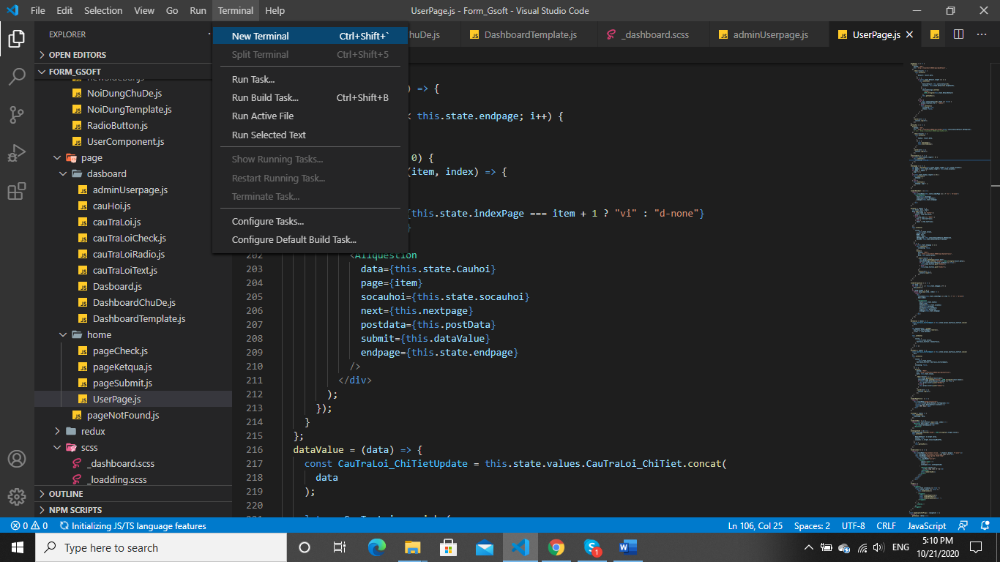 File Edit Selection View Go Run Terminal Help
UserPage.js - Form_Gsoft - Visual Studio Code
EXPLORER
OPEN EDITORS
FORM_GSOFT
NoiDungChuDe.js
NoiDungTemplate.js
RadioButton.js
UserComponent.js
page
dasboard
adminUserpage.js
cauHoi.js
cauTraLoi.js
cauTraLoiCheck.js
cauTraLoiRadio.js
cauTraLoiText.js
Dasboard.js
DashboardChuDe.js
DashboardTemplate.js
home
pageCheck.js
pageKetqua.js
pageSubmit.js
UserPage.js
pageNotFound.js
redux
scss
_dashboard.scss
_loadding.scss
OUTLINE
NPM SCRIPTS
New Terminal Ctrl+Shift+`
Split Terminal Ctrl+Shift+5
Run Task...
Run Build Task... Ctrl+Shift+B
Run Active File
Run Selected Text
Show Running Tasks...
Restart Running Task...
Terminate Task...
Configure Tasks...
Configure Default Build Task...
huDe.js DashboardTemplate.js _dashboard.scss adminUserpage.js UserPage.js
) => {
< this.state.endpage; i++) {
0) {
(item, index) => {
{this.state.indexPage === item + 1 ? "vi" : "d-none"}
}
202 <Allquestion
203 data={this.state.Cauhoi}
204 page={item}
205 socauhoi={this.state.socauhoi}
206 next={this.nextpage}
207 postdata={this.postData}
208 submit={this.dataValue}
209 endpage={this.state.endpage}
210 />
211 </div>
212 );
213 });
214 }
215 };
216 dataValue = (data) => {
217 const CauTraLoi_ChiTietUpdate = this.state.values.CauTraLoi_ChiTiet.concat(
218 data
219 );
220
0 0 Initializing JS/TS language features
Ln 106, Col 25 Spaces: 2 UTF-8 CRLF JavaScript
Type here to search
1
ENG
5:10 PM
10/21/2020